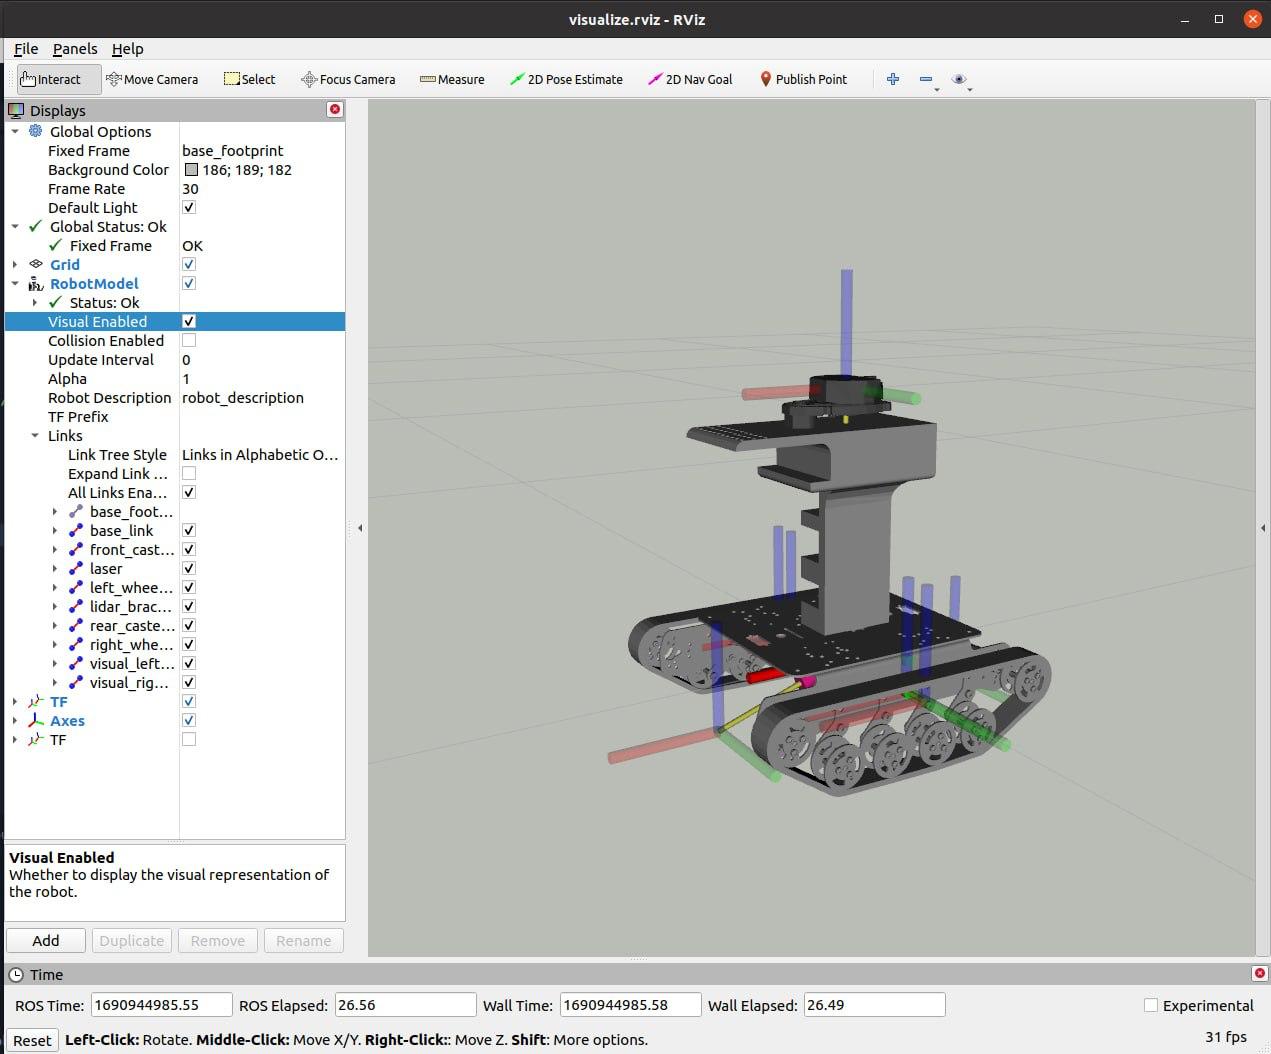 visualize.rviz - RViz
File Panels Help
Interact Move Camera Select Focus Camera Measure 2D Pose Estimate 2D Nav Goal Publish Point
Displays
Global Options
Fixed Frame base_footprint
Background Color 186; 189; 182
Frame Rate 30
Default Light
Global Status: Ok
Fixed Frame OK
Grid
RobotModel
Status: Ok
Visual Enabled
Collision Enabled
Update Interval 0
Alpha 1
Robot Description robot_description
TF Prefix
Links
Link Tree Style Links in Alphabetic O...
Expand Link ...
All Links Ena...
base_foot...
base_link
front_cast...
laser
left_whee...
lidar_brac...
rear_caste...
right_whe...
visual_left...
visual_rig...
TF
Axes
TF
Visual Enabled
Whether to display the visual representation of
the robot.
Add Duplicate Remove Rename
Time
ROS Time: 1690944985.55 ROS Elapsed: 26.56 Wall Time: 1690944985.58 Wall Elapsed: 26.49 Experimental
Reset Left-Click: Rotate. Middle-Click: Move X/Y. Right-Click:: Move Z. Shift: More options. 31 fps